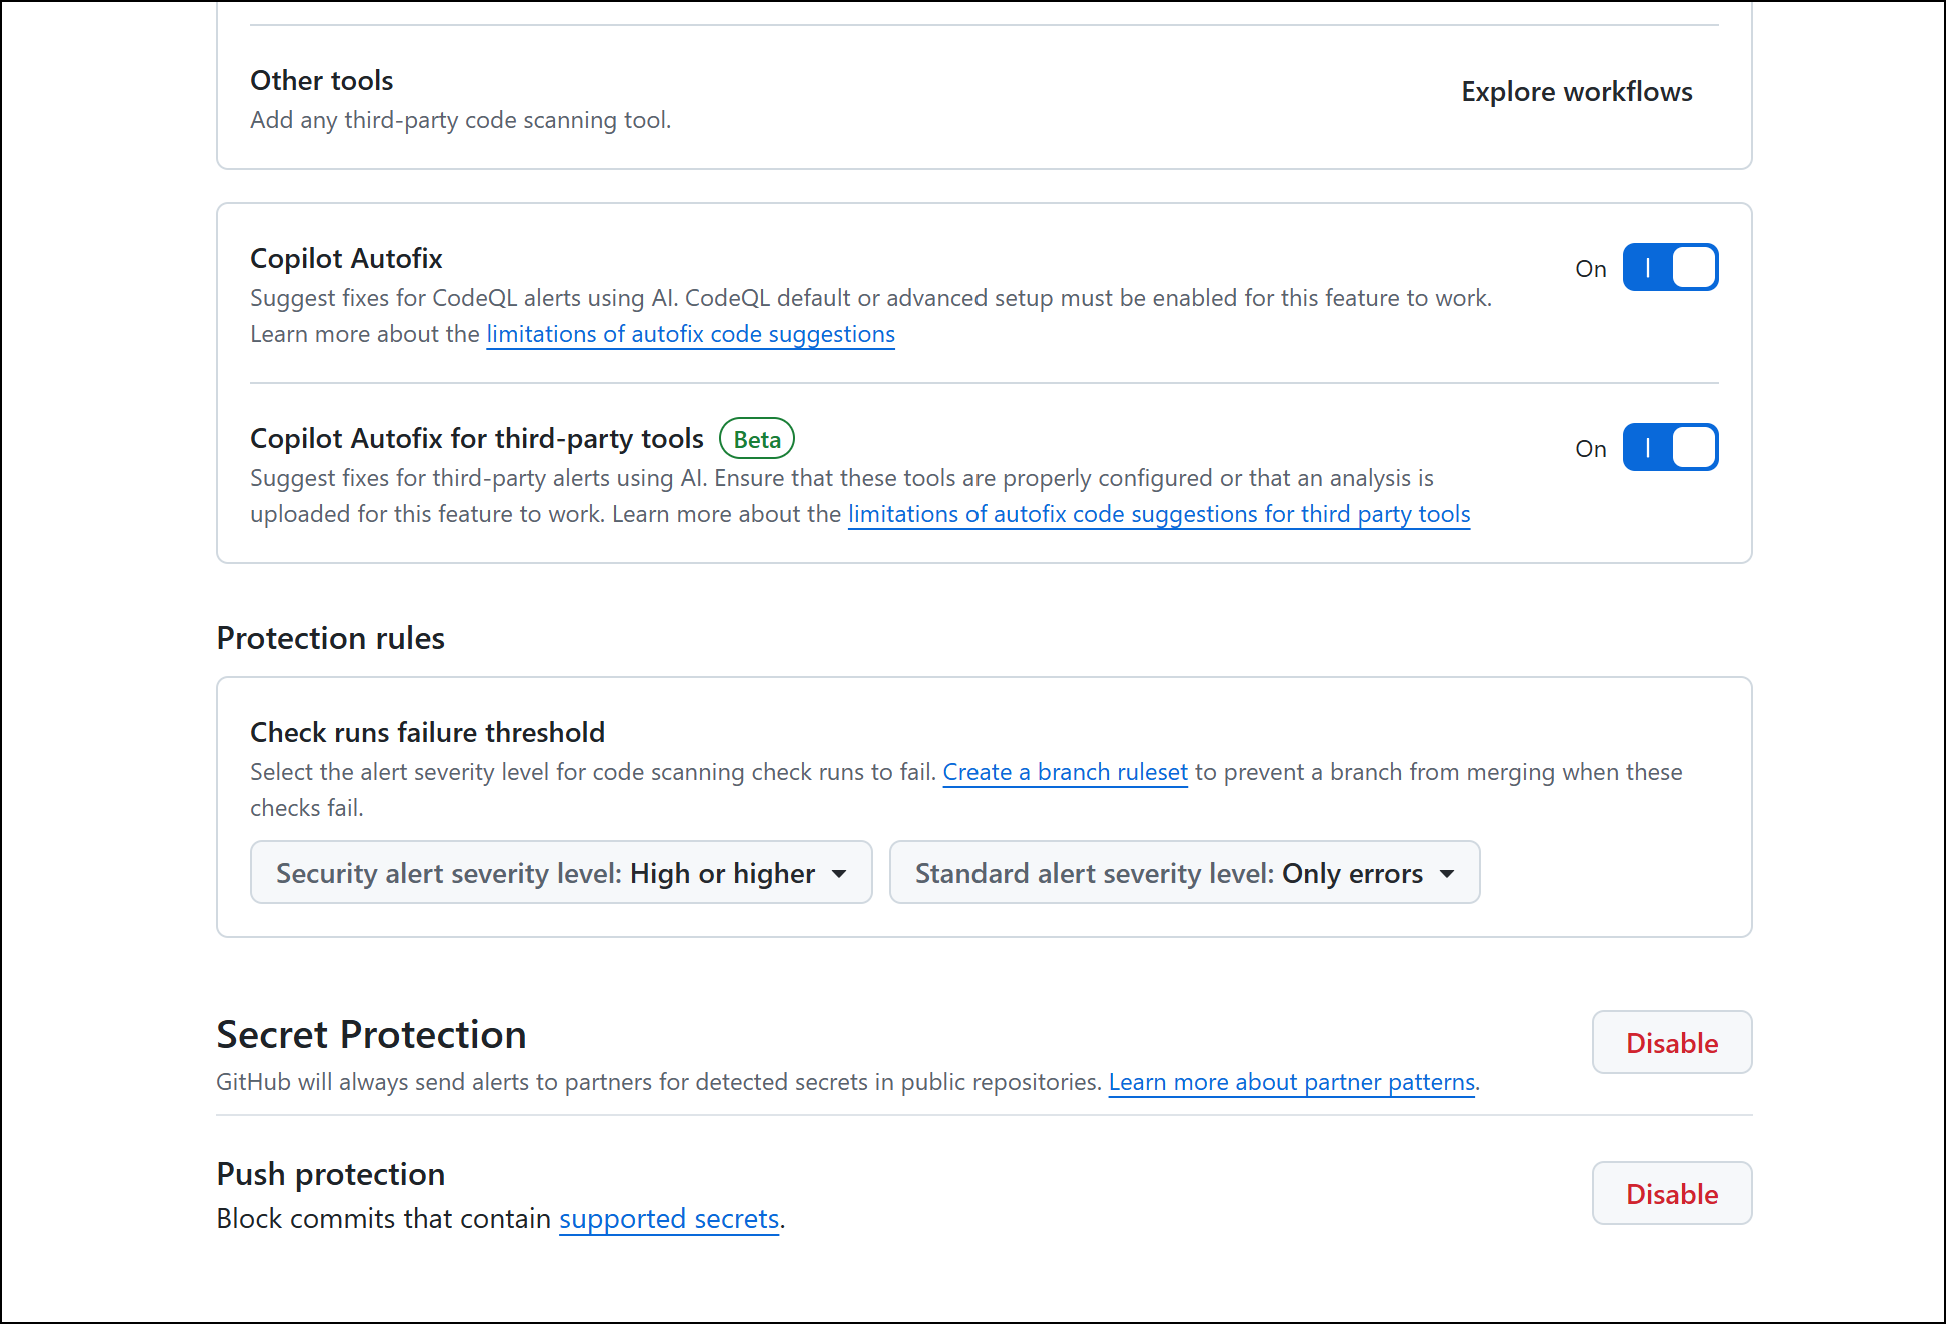 Other tools
Explore workflows
Add any third-party code scanning tool.
Copilot Autofix
On
Suggest fixes for CodeQL alerts using AI. CodeQL default or advanced setup must be enabled for this feature to work.
Learn more about the limitations of autofix code suggestions
Copilot Autofix for third-party tools Beta
On
Suggest fixes for third-party alerts using AI. Ensure that these tools are properly configured or that an analysis is
uploaded for this feature to work. Learn more about the limitations of autofix code suggestions for third party tools
Protection rules
Check runs failure threshold
Select the alert severity level for code scanning check runs to fail. Create a branch ruleset to prevent a branch from merging when these
checks fail.
Security alert severity level: High or higher
Standard alert severity level: Only errors
Secret Protection
Disable
GitHub will always send alerts to partners for detected secrets in public repositories. Learn more about partner patterns.
Push protection
Disable
Block commits that contain supported secrets.